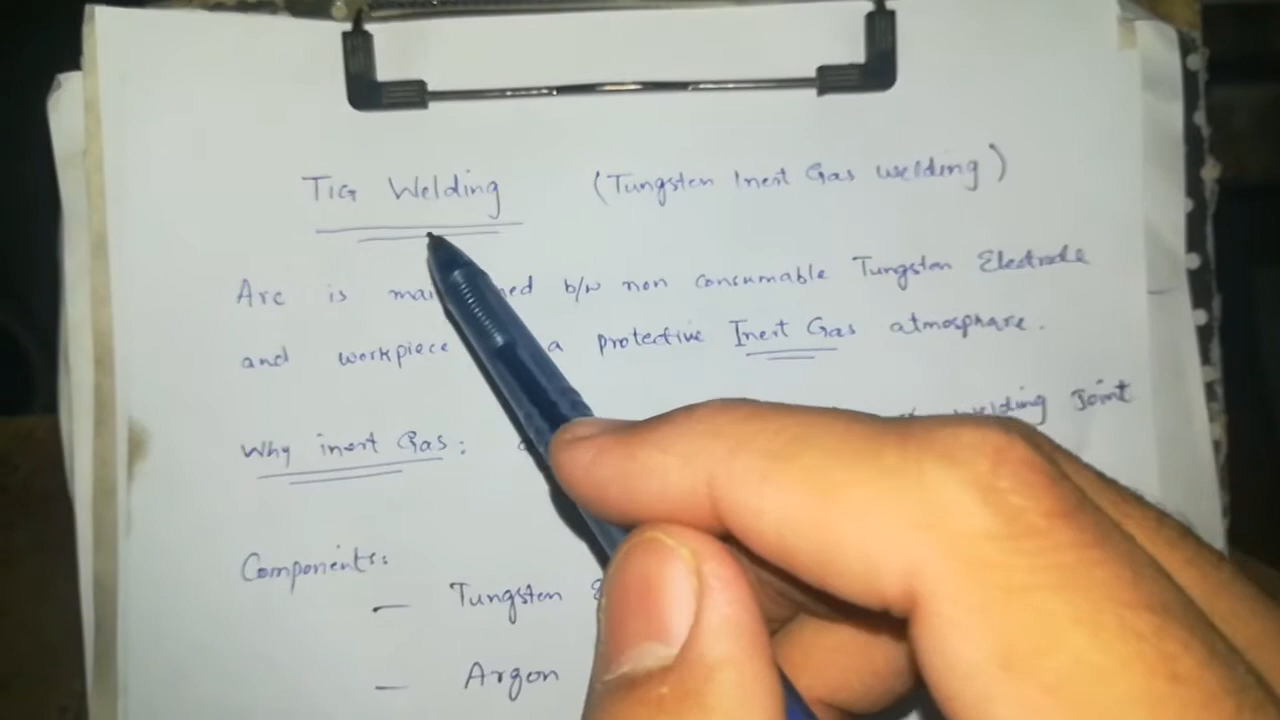 TIG Welding (Tungsten Inert Gas welding)
Arc is b/w non consumable Tungsten Electrode
and workpiece a protective Inert Gas atmosphare.
Why inert Gas: welding Joint
Components:
— Tungsten
— Argon